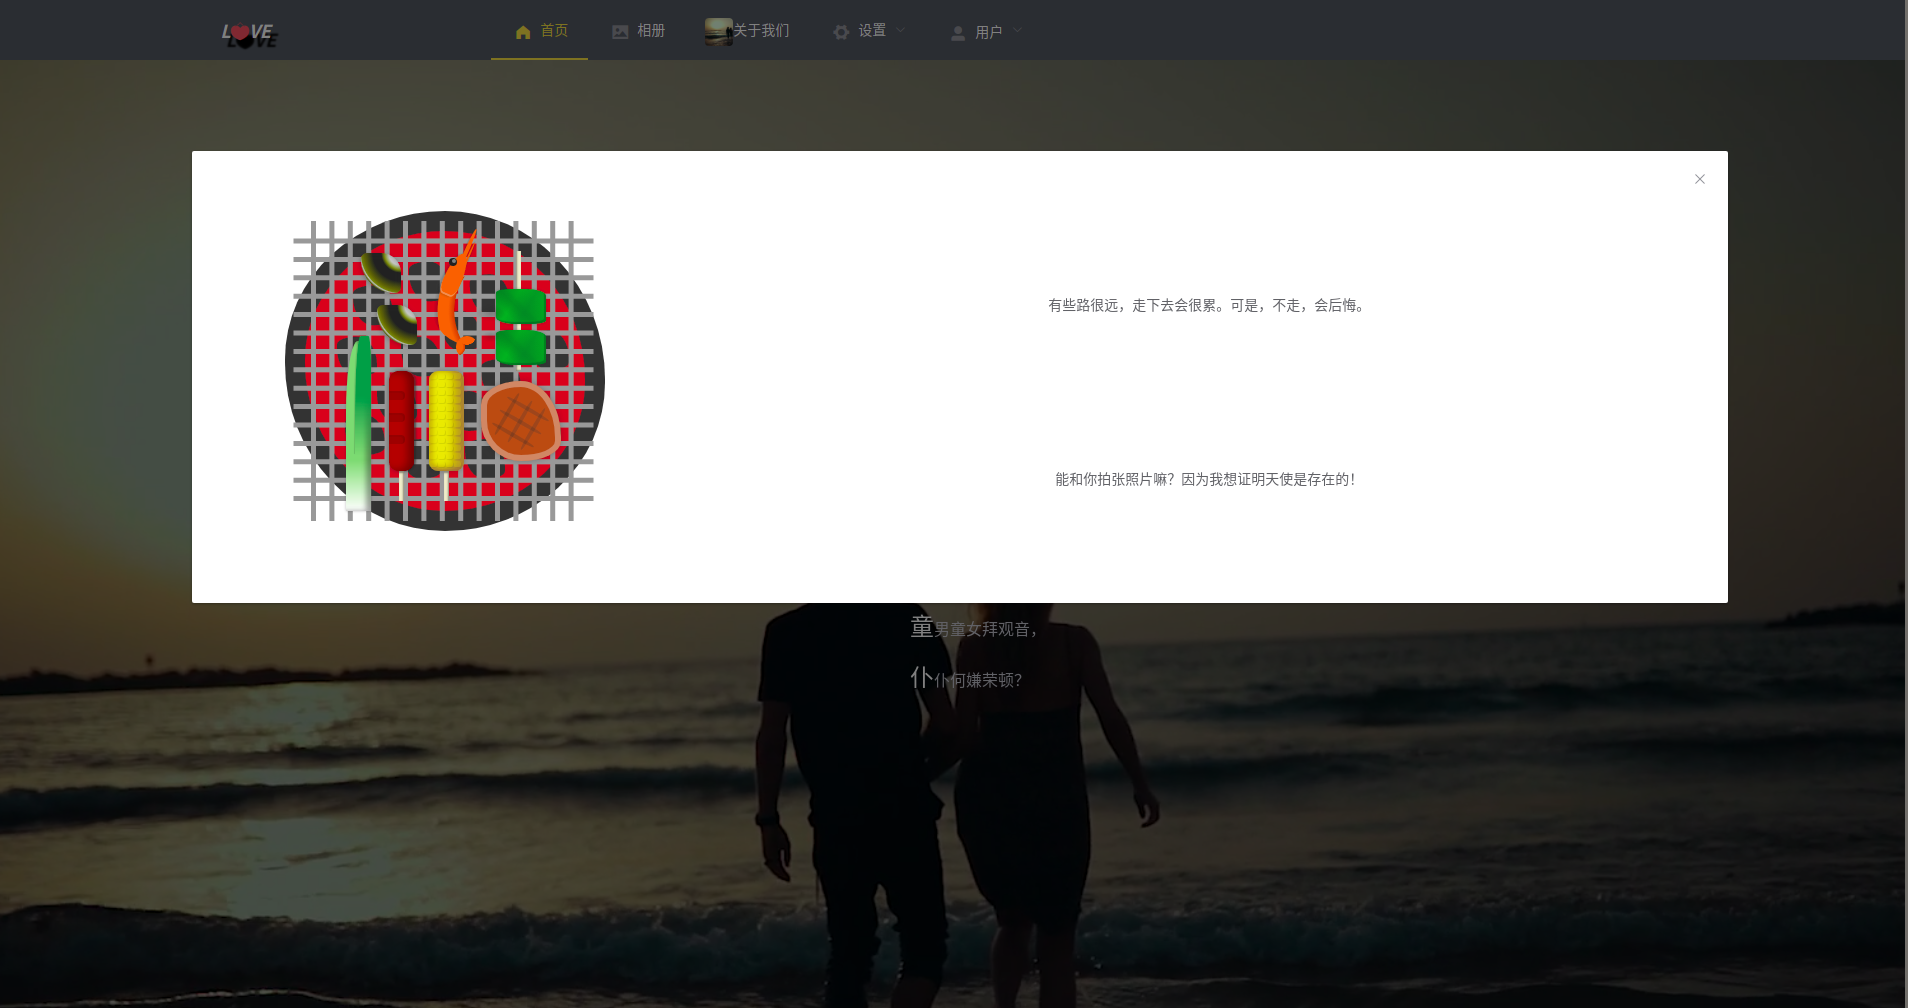 LOVE
首页
相册
关于我们
设置
用户
有些路很远，走下去会很累。可是，不走，会后悔。
能和你拍张照片嘛？因为我想证明天使是存在的！
童男童女拜观音，
仆仆何嫌荣顿？